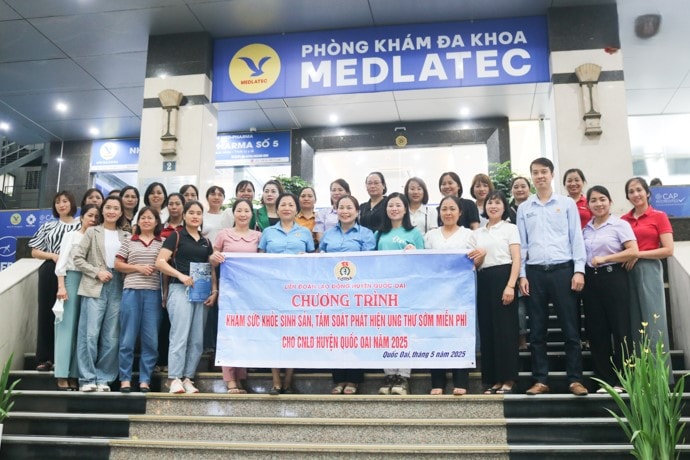 PHÒNG KHÁM ĐA KHOA
MEDLATEC
PHARMA SỐ 5
CAP
LIÊN ĐOÀN LAO ĐỘNG HUYỆN QUỐC OAI
CHƯƠNG TRÌNH
KHÁM SỨC KHỎE SINH SẢN, TẦM SOÁT PHÁT HIỆN UNG THƯ SỚM MIỄN PHÍ
CHO CNLĐ HUYỆN QUỐC OAI NĂM 2025
Quốc Oai, tháng 5 năm 2025